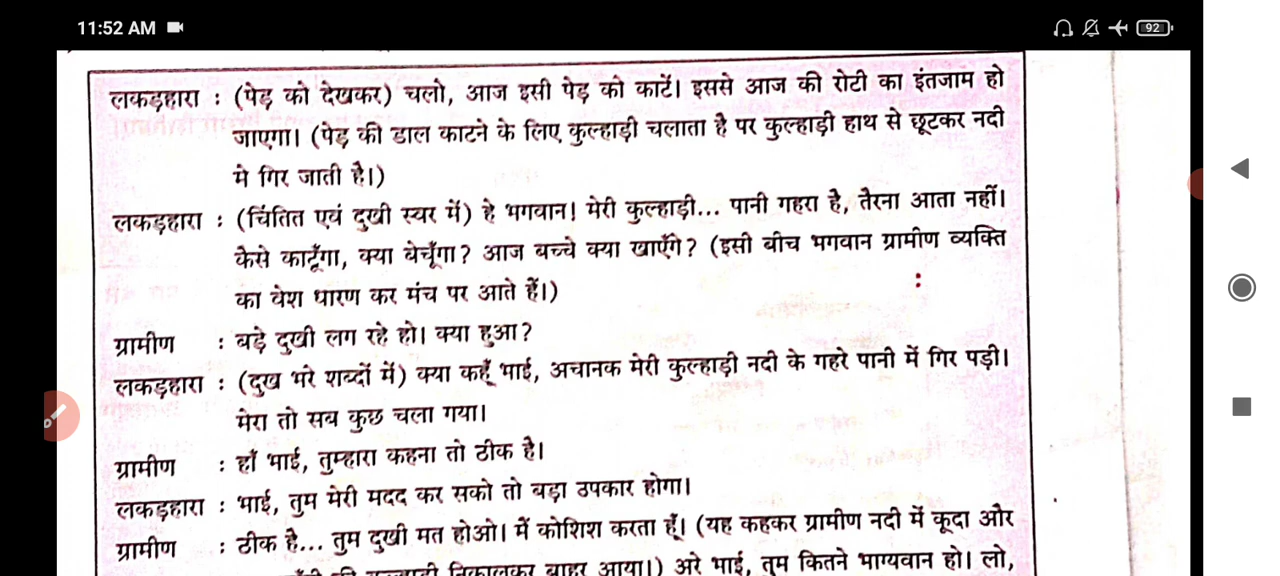 11:52 AM
92
लकड़हारा : (पेड़ को देखकर) चलो, आज इसी पेड़ को काटें। इससे आज की रोटी का इंतजाम हो
जाएगा। (पेड़ की डाल काटने के लिए कुल्हाड़ी चलाता है पर कुल्हाड़ी हाथ से छूटकर नदी
मे गिर जाती है।)
लकड़हारा : (चिंतित एवं दुखी स्वर में) हे भगवान! मेरी कुल्हाड़ी... पानी गहरा है, तैरना आता नहीं।
कैसे काटूँगा, क्या बेचूँगा? आज बच्चे क्या खाएँगे? (इसी बीच भगवान ग्रामीण व्यक्ति
का वेश धारण कर मंच पर आते हैं।)
ग्रामीण : बड़े दुखी लग रहे हो। क्या हुआ?
लकड़हारा : (दुख भरे शब्दों में) क्या कहूँ भाई, अचानक मेरी कुल्हाड़ी नदी के गहरे पानी में गिर पड़ी।
मेरा तो सब कुछ चला गया।
ग्रामीण : हाँ भाई, तुम्हारा कहना तो ठीक है।
लकड़हारा : भाई, तुम मेरी मदद कर सको तो बड़ा उपकार होगा।
ग्रामीण : ठीक है... तुम दुखी मत होओ। मैं कोशिश करता हूँ। (यह कहकर ग्रामीण नदी में कूदा और
निकालकर बाहर आया।) अरे भाई, तुम कितने भाग्यवान हो। लो,